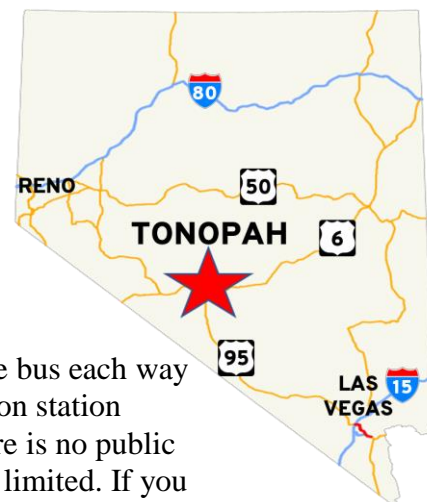 80
RENO
50
TONOPAH
6
95
LAS
VEGAS
15
e bus each way
on station
re is no public
limited. If you